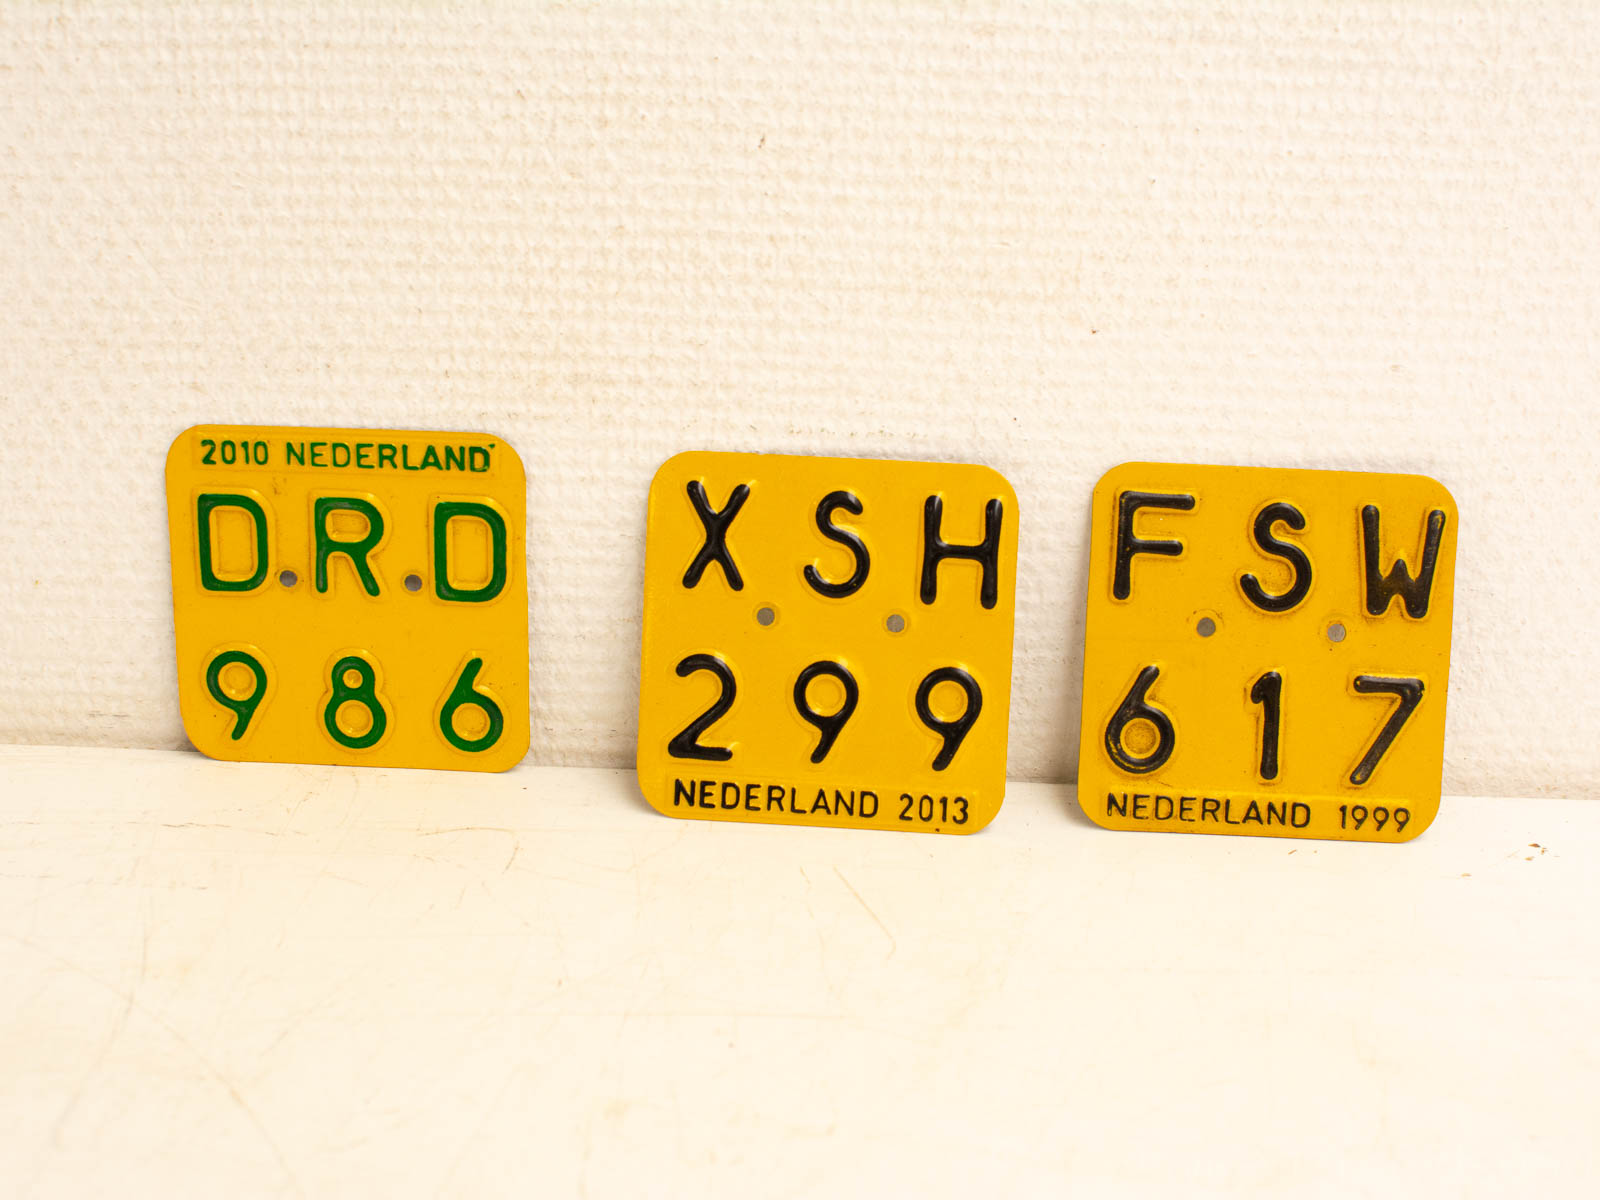 2010 NEDERLAND
D.R.D
986
XSH
299
NEDERLAND 2013
FSW
617
NEDERLAND 1999